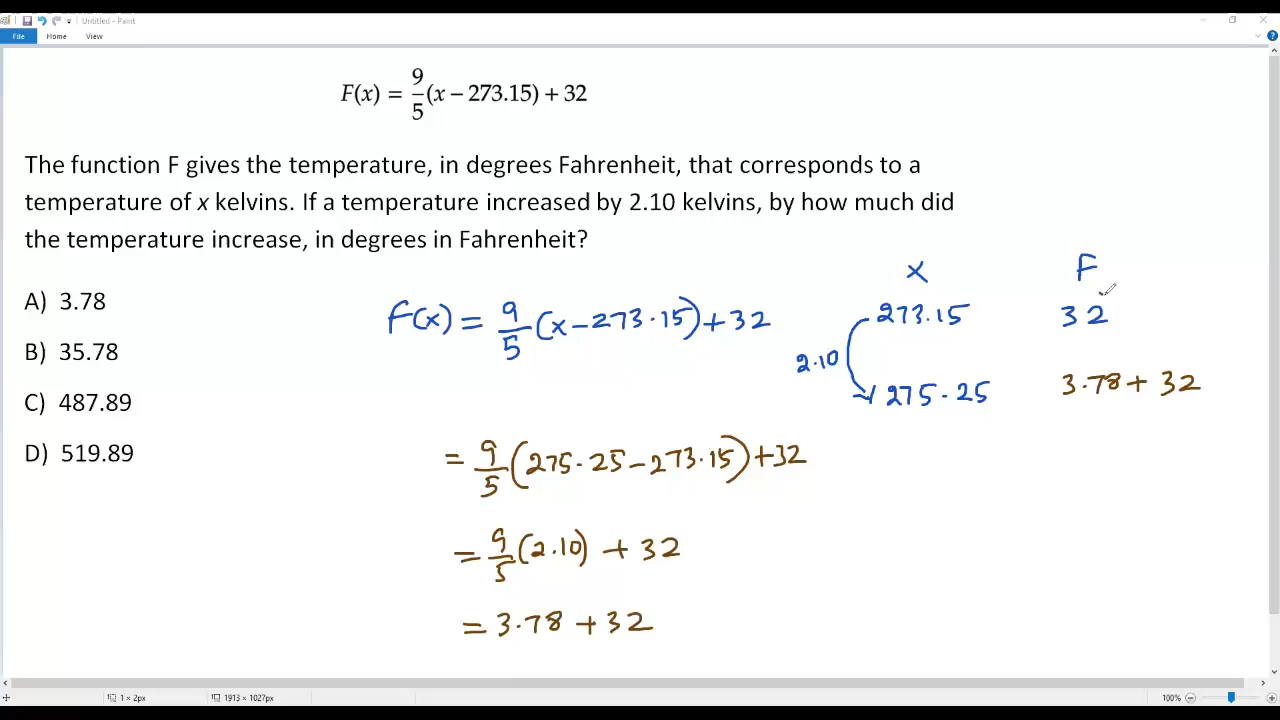 Untitled - Paint
File Home View
F(x) = 9/5 (x − 273.15) + 32
The function F gives the temperature, in degrees Fahrenheit, that corresponds to a
temperature of x kelvins. If a temperature increased by 2.10 kelvins, by how much did
the temperature increase, in degrees in Fahrenheit?
A) 3.78
B) 35.78
C) 487.89
D) 519.89
F(x) = 9/5 (x − 273.15) + 32
= 9/5 (275.25 − 273.15) + 32
= 9/5 (2.10) + 32
= 3.78 + 32
x F
273.15 32
2.10
275.25 3.78 + 32
1 × 2px 1913 × 1027px 100%